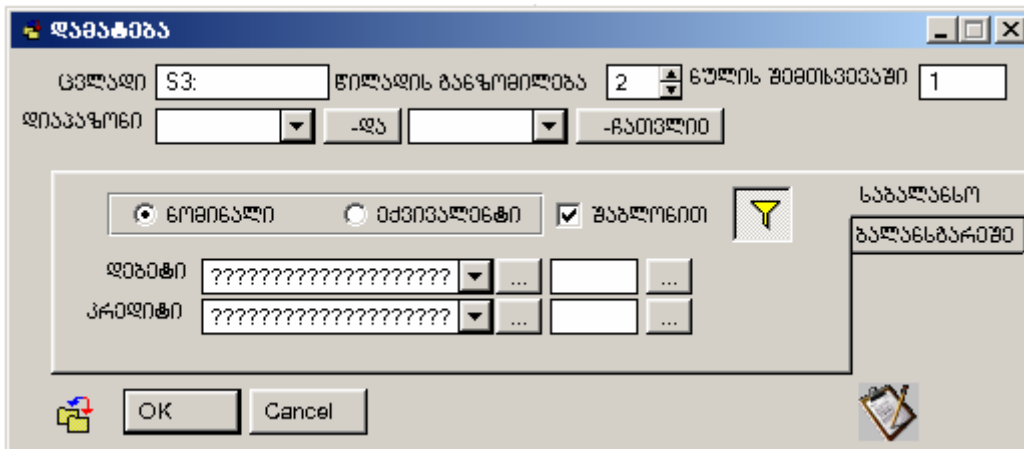 დამატება
ცვლადი S3: წილადის განზომილება 2 ნულის შემთხვევაში 1
დიაპაზონი -და -ჩათვლით
ნომინალი ექვივალენტი შაბლონით საბალანსო
ბალანსგარეშე
დებეტი ???????????????????? ... ...
კრედიტი ???????????????????? ... ...
OK Cancel